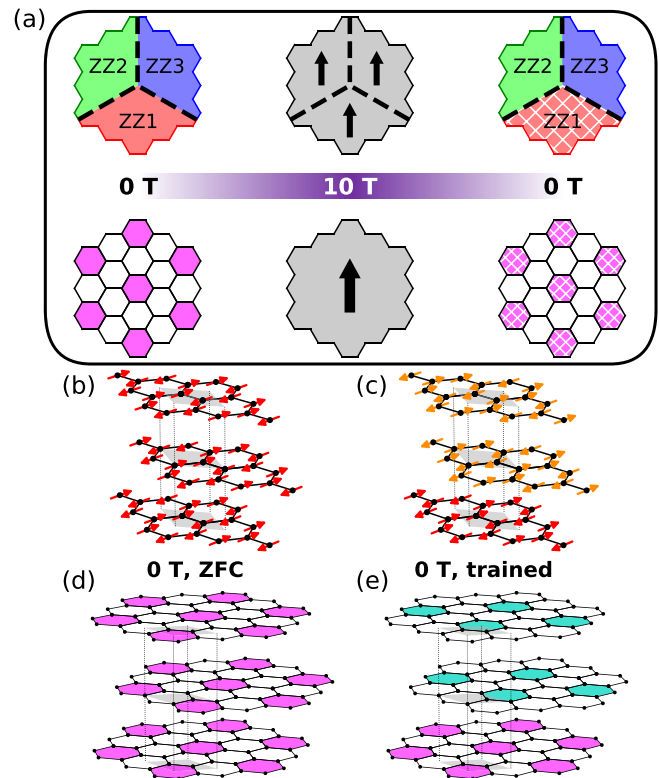 (a)
ZZ2 ZZ3 ZZ2 ZZ3
ZZ1 ZZ1
0 T 10 T 0 T
(b) (c)
0 T, ZFC 0 T, trained
(d) (e)